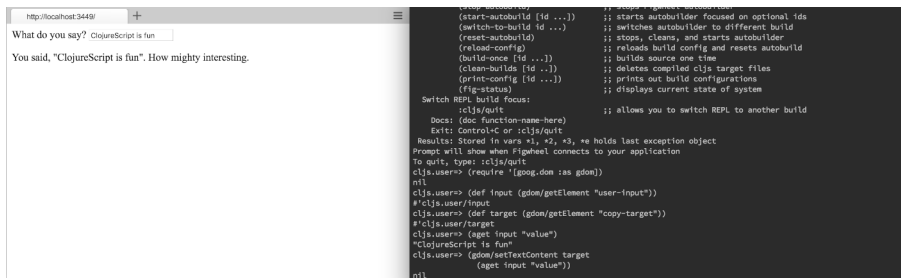 http://localhost:3449/
What do you say? ClojureScript is fun
You said, "ClojureScript is fun". How mighty interesting.
(stop-autobuild) ;; stops Figwheel autobuilder
(start-autobuild [id ...]) ;; starts autobuilder focused on optional ids
(switch-to-build id ...) ;; switches autobuilder to different build
(reset-autobuild) ;; stops, cleans, and starts autobuilder
(reload-config) ;; reloads build config and resets autobuild
(build-once [id ...]) ;; builds source one time
(clean-builds [id ..]) ;; deletes compiled cljs target files
(print-config [id ...]) ;; prints out build configurations
(fig-status) ;; displays current state of system
Switch REPL build focus:
:cljs/quit ;; allows you to switch REPL to another build
Docs: (doc function-name-here)
Exit: Control+C or :cljs/quit
Results: Stored in vars *1, *2, *3, *e holds last exception object
Prompt will show when Figwheel connects to your application
To quit, type: :cljs/quit
cljs.user=> (require '[goog.dom :as gdom])
nil
cljs.user=> (def input (gdom/getElement "user-input"))
#'cljs.user/input
cljs.user=> (def target (gdom/getElement "copy-target"))
#'cljs.user/target
cljs.user=> (aget input "value")
"ClojureScript is fun"
cljs.user=> (gdom/setTextContent target
(aget input "value"))
nil